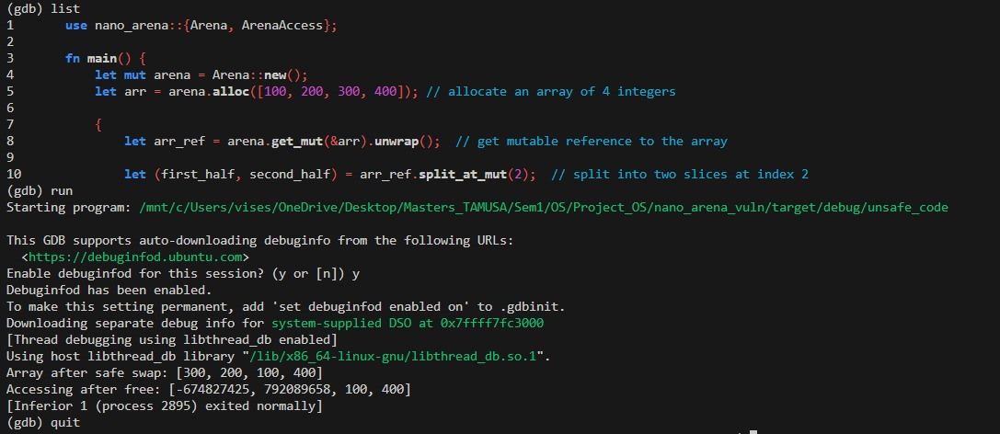 (gdb) list
1       use nano_arena::{Arena, ArenaAccess};
2
3       fn main() {
4           let mut arena = Arena::new();
5           let arr = arena.alloc([100, 200, 300, 400]); // allocate an array of 4 integers
6
7           {
8               let arr_ref = arena.get_mut(&arr).unwrap();  // get mutable reference to the array
9
10              let (first_half, second_half) = arr_ref.split_at_mut(2);  // split into two slices at index 2
(gdb) run
Starting program: /mnt/c/Users/vises/OneDrive/Desktop/Masters_TAMUSA/Sem1/OS/Project_OS/nano_arena_vuln/target/debug/unsafe_code
This GDB supports auto-downloading debuginfo from the following URLs:
  <https://debuginfod.ubuntu.com>
Enable debuginfod for this session? (y or [n]) y
Debuginfod has been enabled.
To make this setting permanent, add 'set debuginfod enabled on' to .gdbinit.
Downloading separate debug info for system-supplied DSO at 0x7ffff7fc3000
[Thread debugging using libthread_db enabled]
Using host libthread_db library "/lib/x86_64-linux-gnu/libthread_db.so.1".
Array after safe swap: [300, 200, 100, 400]
Accessing after free: [-674827425, 792089658, 100, 400]
[Inferior 1 (process 2895) exited normally]
(gdb) quit